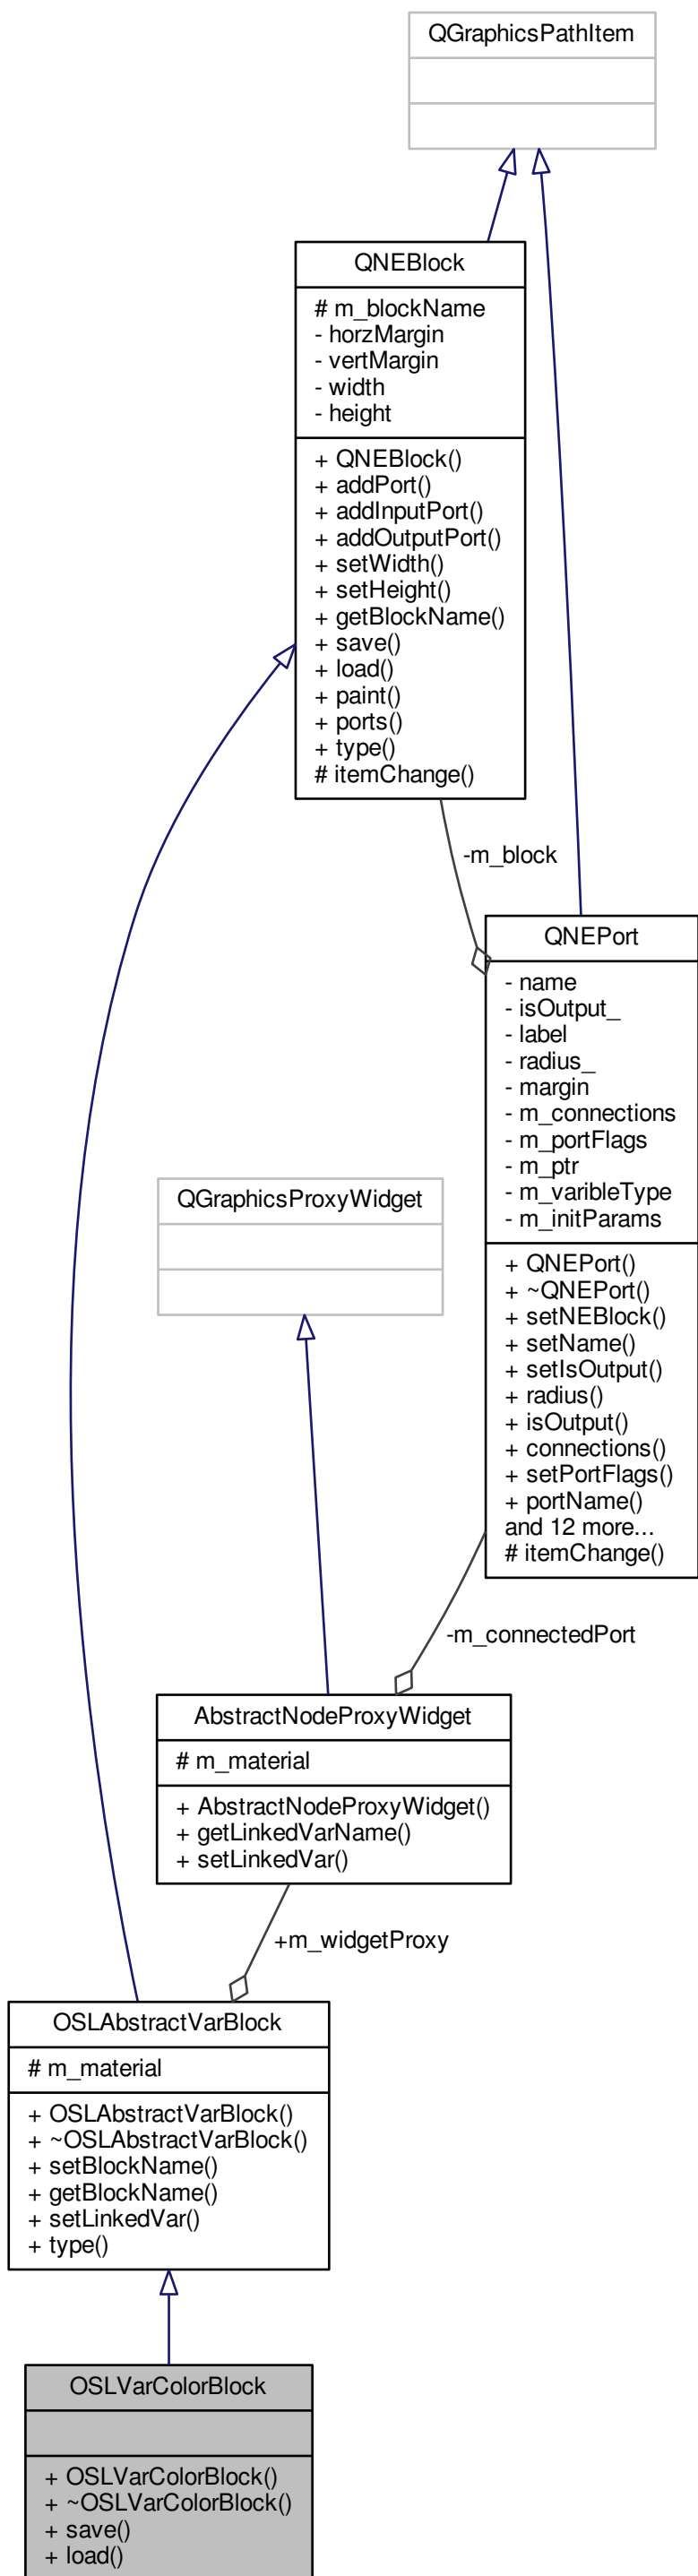 QGraphicsPathItem
QNEBlock
# m_blockName
- horzMargin
- vertMargin
- width
- height
+ QNEBlock()
+ addPort()
+ addInputPort()
+ addOutputPort()
+ setWidth()
+ setHeight()
+ getBlockName()
+ save()
+ load()
+ paint()
+ ports()
+ type()
# itemChange()
-m_block
QNEPort
- name
- isOutput_
- label
- radius_
- margin
- m_connections
- m_portFlags
- m_ptr
- m_varibleType
- m_initParams
+ QNEPort()
+ ~QNEPort()
+ setNEBlock()
+ setName()
+ setIsOutput()
+ radius()
+ isOutput()
+ connections()
+ setPortFlags()
+ portName()
and 12 more...
# itemChange()
QGraphicsProxyWidget
-m_connectedPort
AbstractNodeProxyWidget
# m_material
+ AbstractNodeProxyWidget()
+ getLinkedVarName()
+ setLinkedVar()
+m_widgetProxy
OSLAbstractVarBlock
# m_material
+ OSLAbstractVarBlock()
+ ~OSLAbstractVarBlock()
+ setBlockName()
+ getBlockName()
+ setLinkedVar()
+ type()
OSLVarColorBlock
+ OSLVarColorBlock()
+ ~OSLVarColorBlock()
+ save()
+ load()